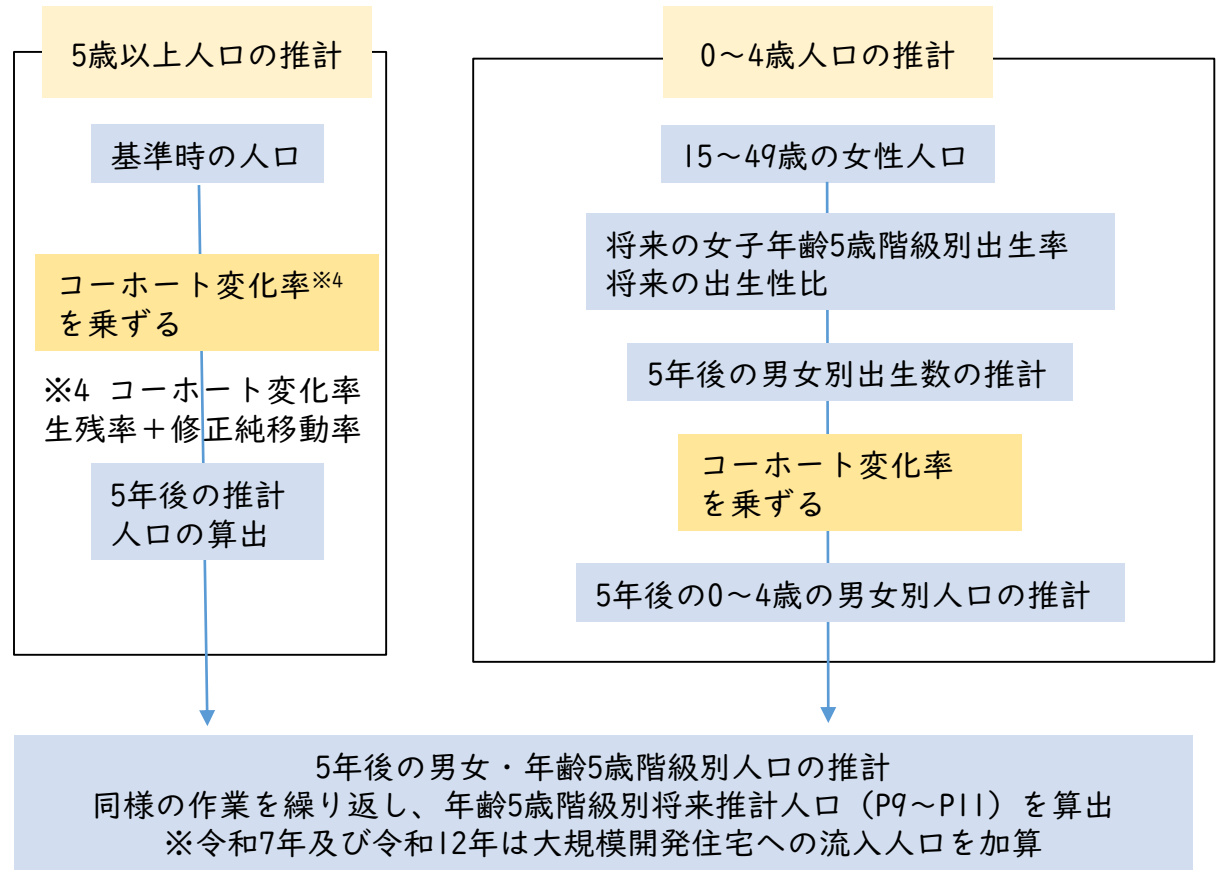 5歳以上人口の推計
基準時の人口
コーホート変化率※4
を乗ずる
※4 コーホート変化率
生残率＋修正純移動率
5年後の推計
人口の算出
0～4歳人口の推計
15～49歳の女性人口
将来の女子年齢5歳階級別出生率
将来の出生性比
5年後の男女別出生数の推計
コーホート変化率
を乗ずる
5年後の0～4歳の男女別人口の推計
5年後の男女・年齢5歳階級別人口の推計
同様の作業を繰り返し、年齢5歳階級別将来推計人口（P9～P11）を算出
※令和7年及び令和12年は大規模開発住宅への流入人口を加算